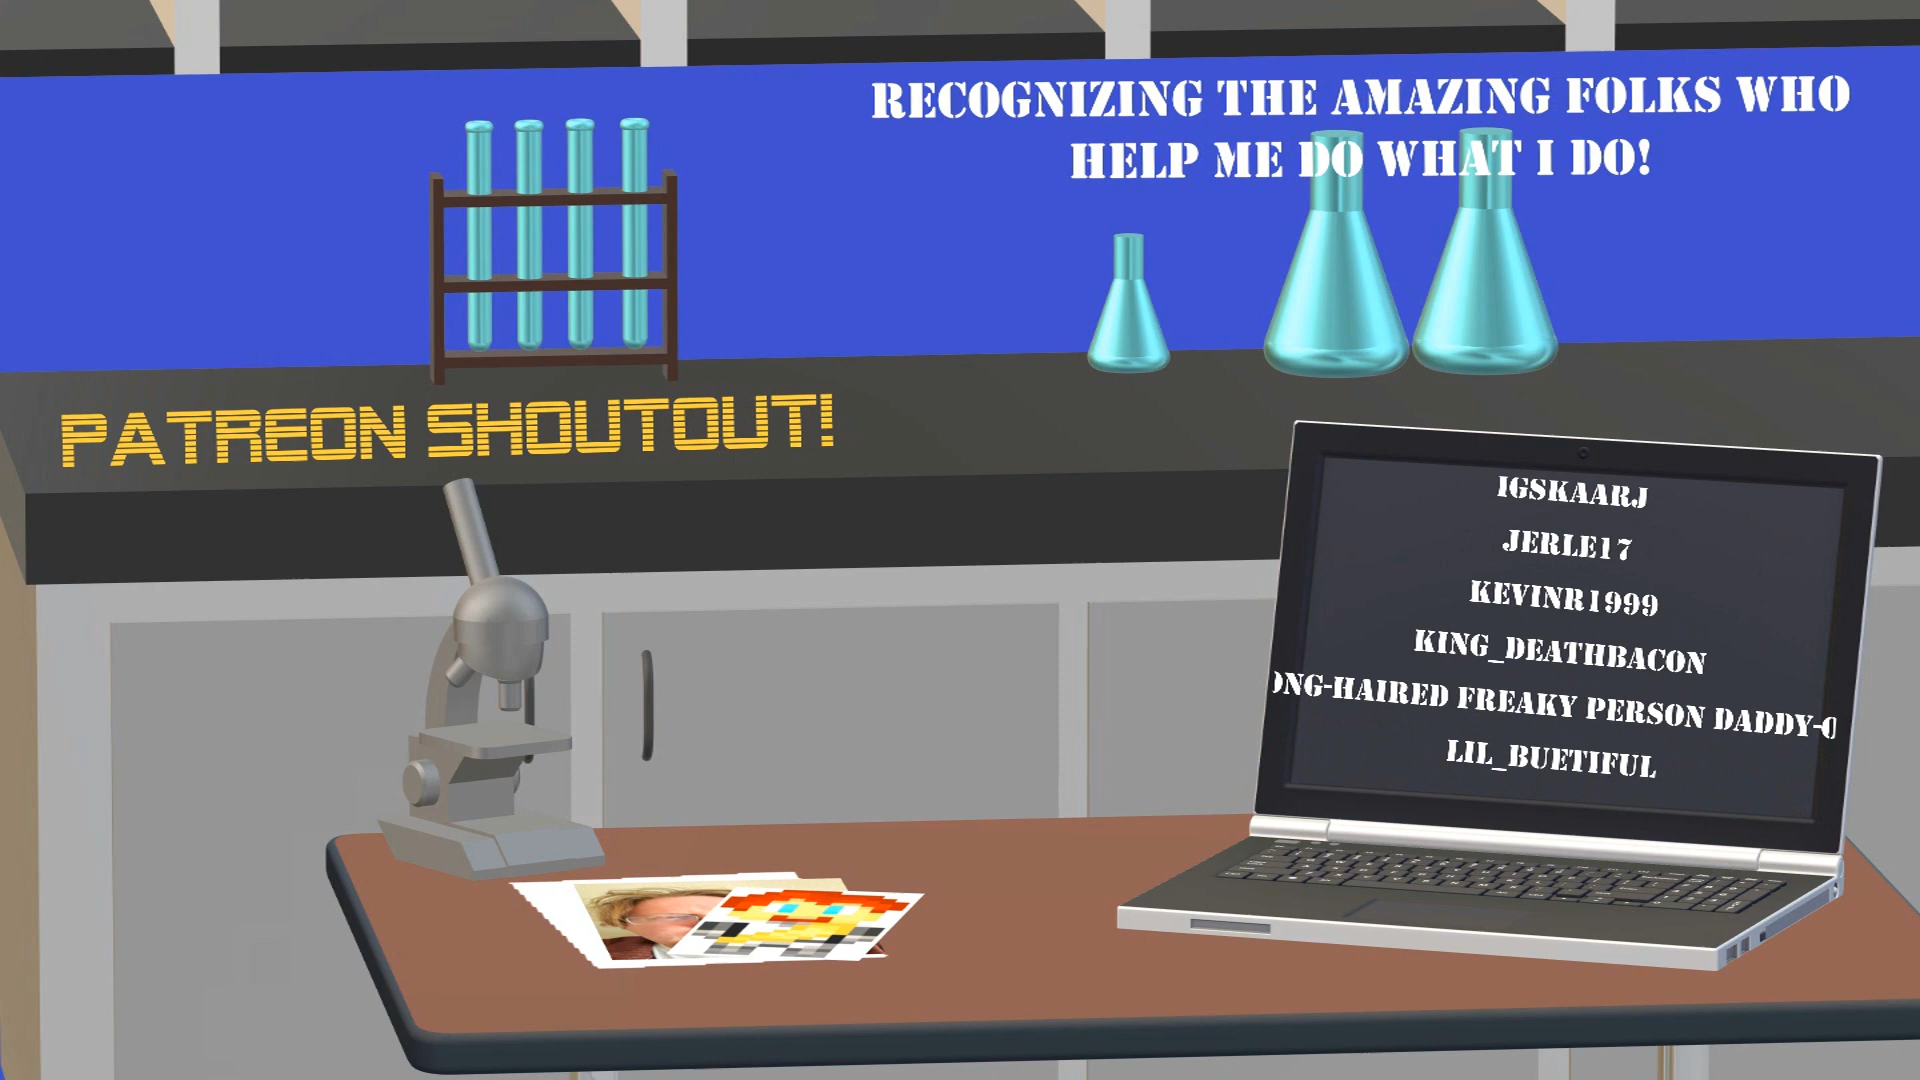 RECOGNIZING THE AMAZING FOLKS WHO
HELP ME DO WHAT I DO!
PATREON SHOUTOUT!
IGSKAARJ
JERLE17
KEVINR1999
KING_DEATHBACON
ONG-HAIRED FREAKY PERSON DADDY-O
LIL_BUETIFUL